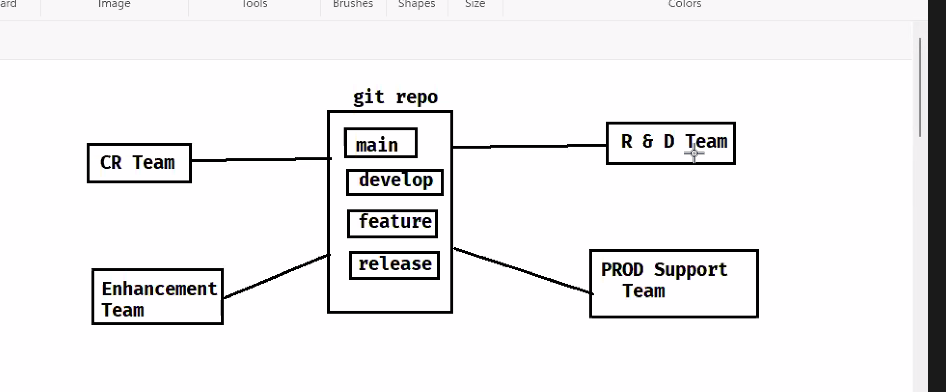 Image
Tools
Brushes
Shapes
Size
Colors
git repo
main
develop
feature
release
CR Team
Enhancement
Team
R & D Team
PROD Support
Team